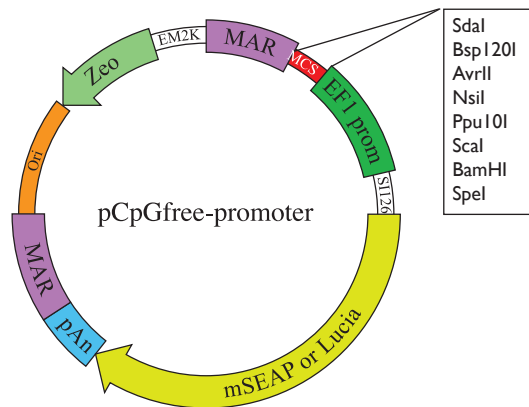 EM2K
MAR
MCS
EF1 prom
SI126
mSEAP or Lucia
pAn
MAR
Ori
Zeo
pCpGfree-promoter
SdaI
Bsp120I
AvrII
NsiI
Ppu10I
ScaI
BamHI
SpeI